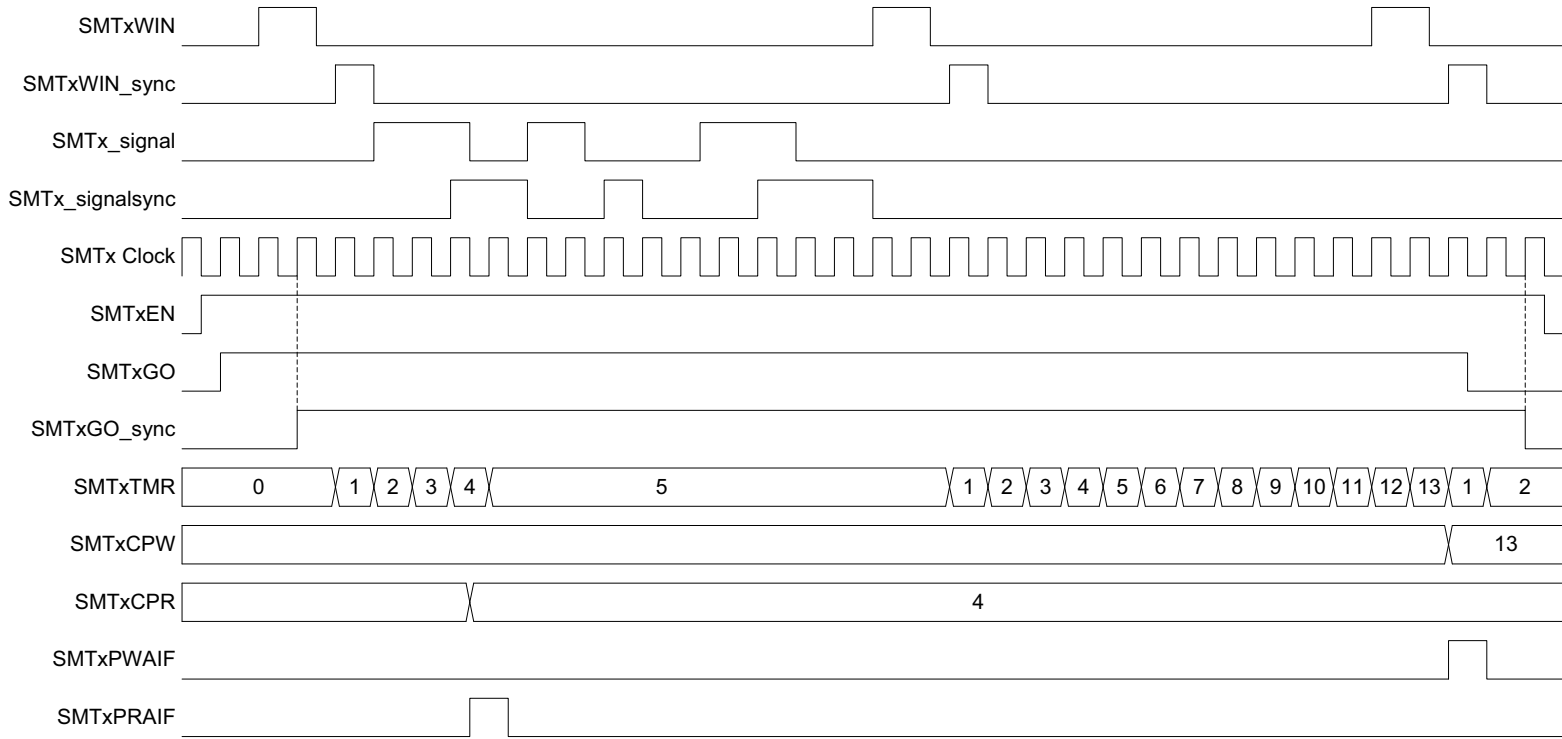 SMTxWIN
SMTxWIN_sync
SMTx_signal
SMTx_signalsync
SMTx Clock
SMTxEN
SMTxGO
SMTxGO_sync
SMTxTMR 0 1 2 3 4 5 1 2 3 4 5 6 7 8 9 10 11 12 13 1 2
SMTxCPW 13
SMTxCPR 4
SMTxPWAIF
SMTxPRAIF